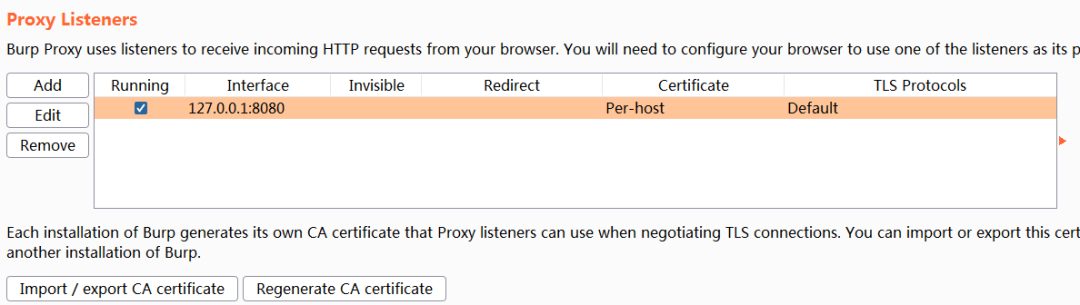 Proxy Listeners
Burp Proxy uses listeners to receive incoming HTTP requests from your browser. You will need to configure your browser to use one of the listeners as its p
Add
Running Interface Invisible Redirect Certificate TLS Protocols
127.0.0.1:8080 Per-host Default
Edit
Remove
Each installation of Burp generates its own CA certificate that Proxy listeners can use when negotiating TLS connections. You can import or export this cert
another installation of Burp.
Import / export CA certificate Regenerate CA certificate